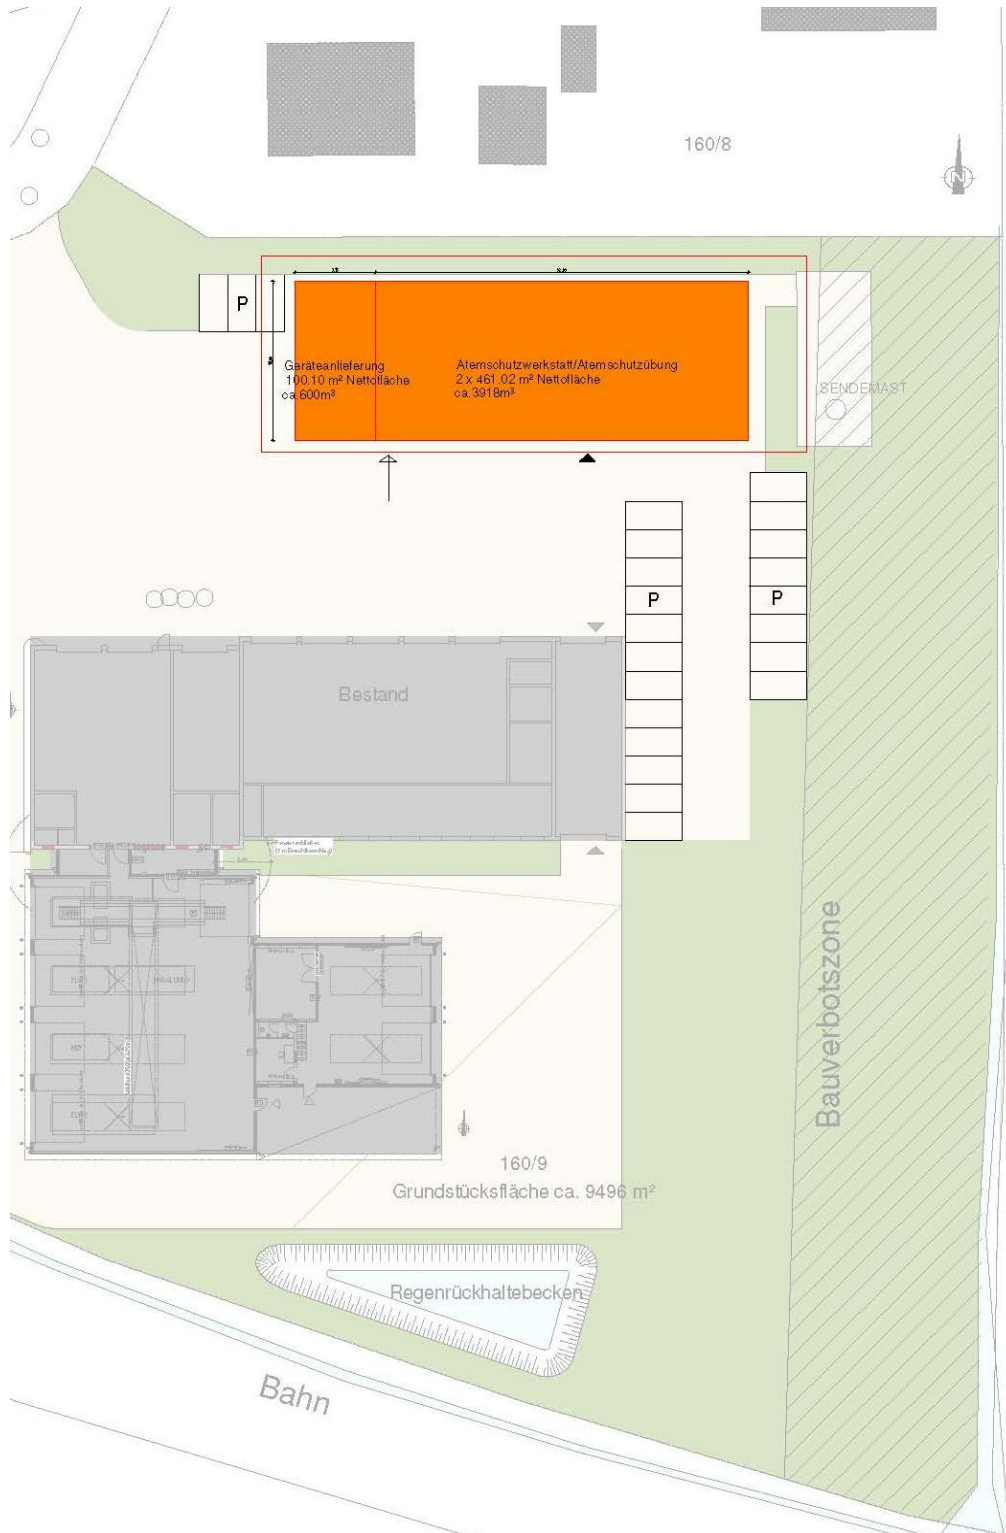 160/8
N
P
Geräteanlieferung
100.10 m² Nettofläche
ca.600m³
Atemschutzwerkstatt/Atemschutzübung
2 x 461.02 m² Nettofläche
ca.3918m³
SENDEMAST
P
P
Bestand
Bauverbotszone
160/9
Grundstücksfläche ca. 9496 m²
Regenrückhaltebecken
Bahn